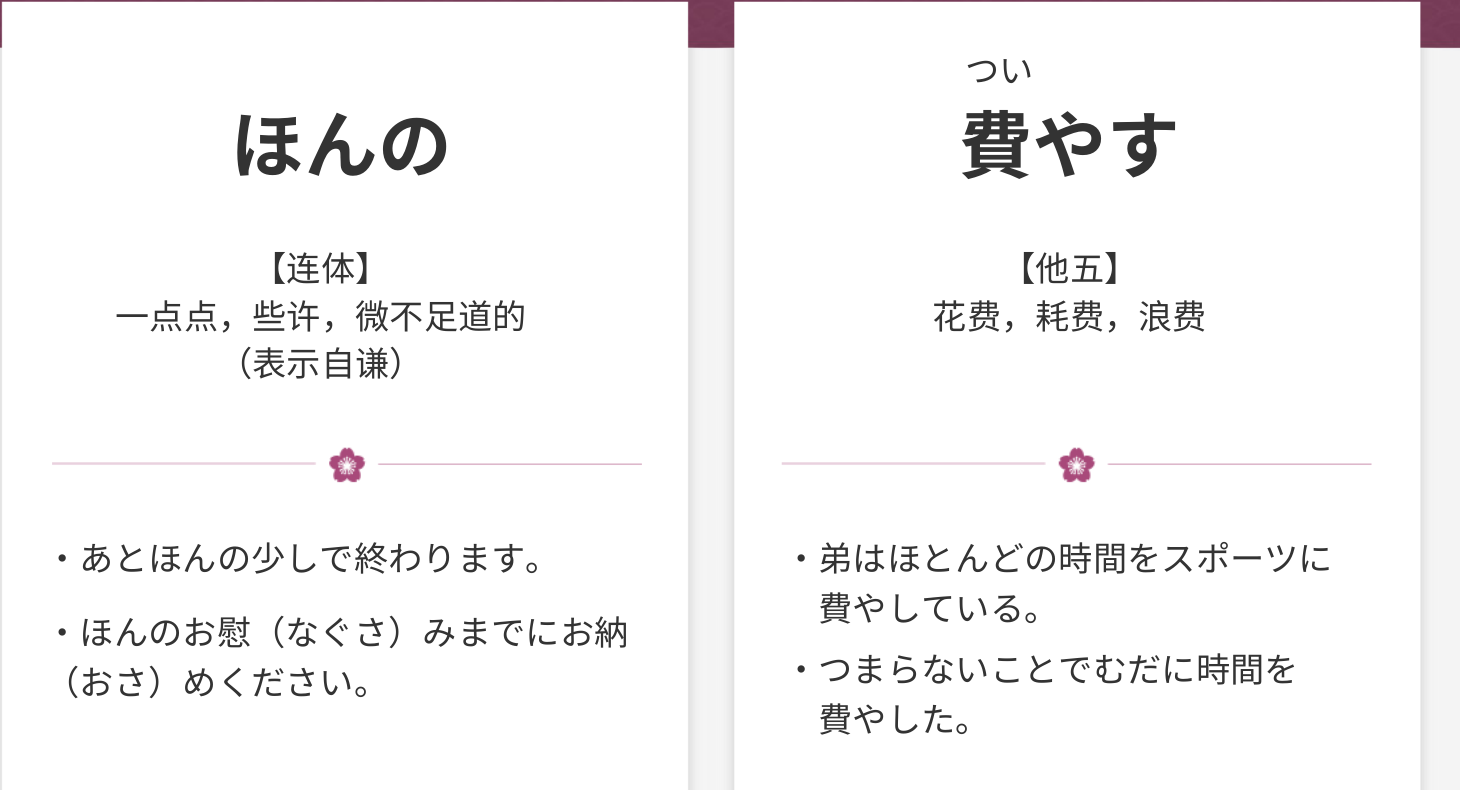 ほんの
【连体】
一点点，些许，微不足道的
（表示自谦）
・あとほんの少しで終わります。
・ほんのお慰（なぐさ）みまでにお納
（おさ）めください。
つい
費やす
【他五】
花费，耗费，浪费
・弟はほとんどの時間をスポーツに
費やしている。
・つまらないことでむだに時間を
費やした。